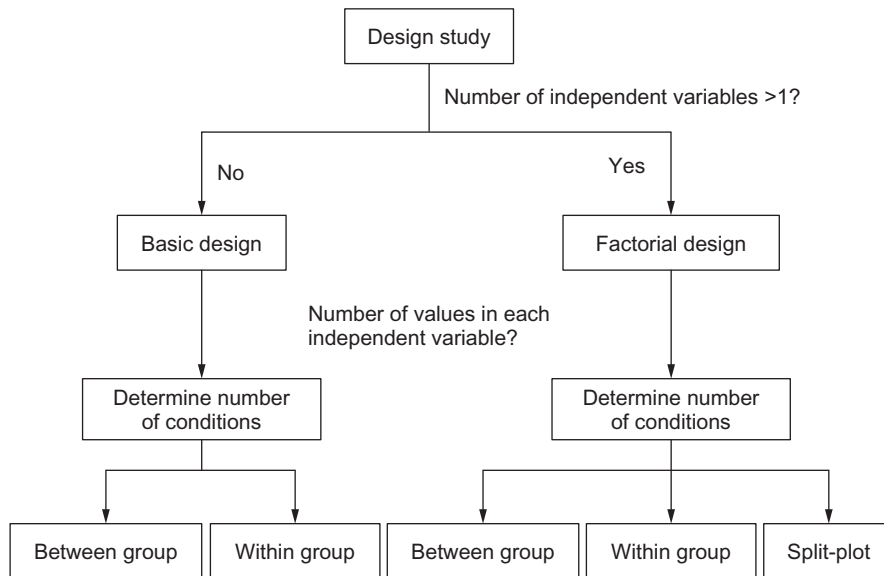 Design study
Number of independent variables >1?
No
Yes
Basic design
Factorial design
Number of values in each
independent variable?
Determine number
of conditions
Determine number
of conditions
Between group
Within group
Between group
Within group
Split-plot